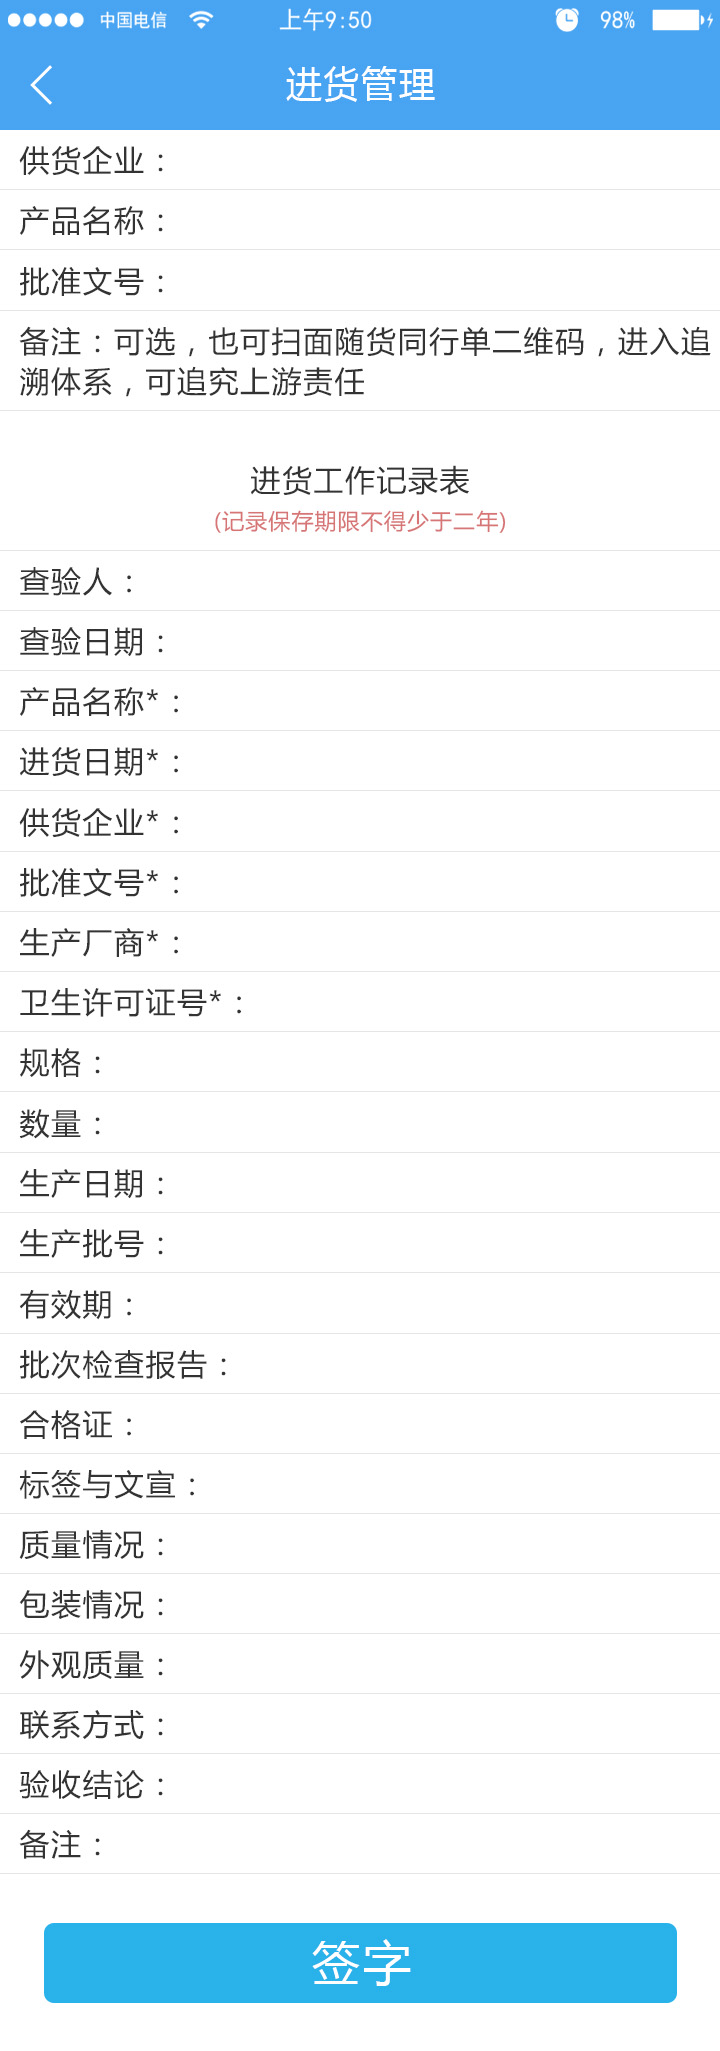 中国电信 上午9:50 98%
进货管理
供货企业：
产品名称：
批准文号：
备注：可选，也可扫面随货同行单二维码，进入追
溯体系，可追究上游责任
进货工作记录表
(记录保存期限不得少于二年)
查验人：
查验日期：
产品名称*：
进货日期*：
供货企业*：
批准文号*：
生产厂商*：
卫生许可证号*：
规格：
数量：
生产日期：
生产批号：
有效期：
批次检查报告：
合格证：
标签与文宣：
质量情况：
包装情况：
外观质量：
联系方式：
验收结论：
备注：
签字